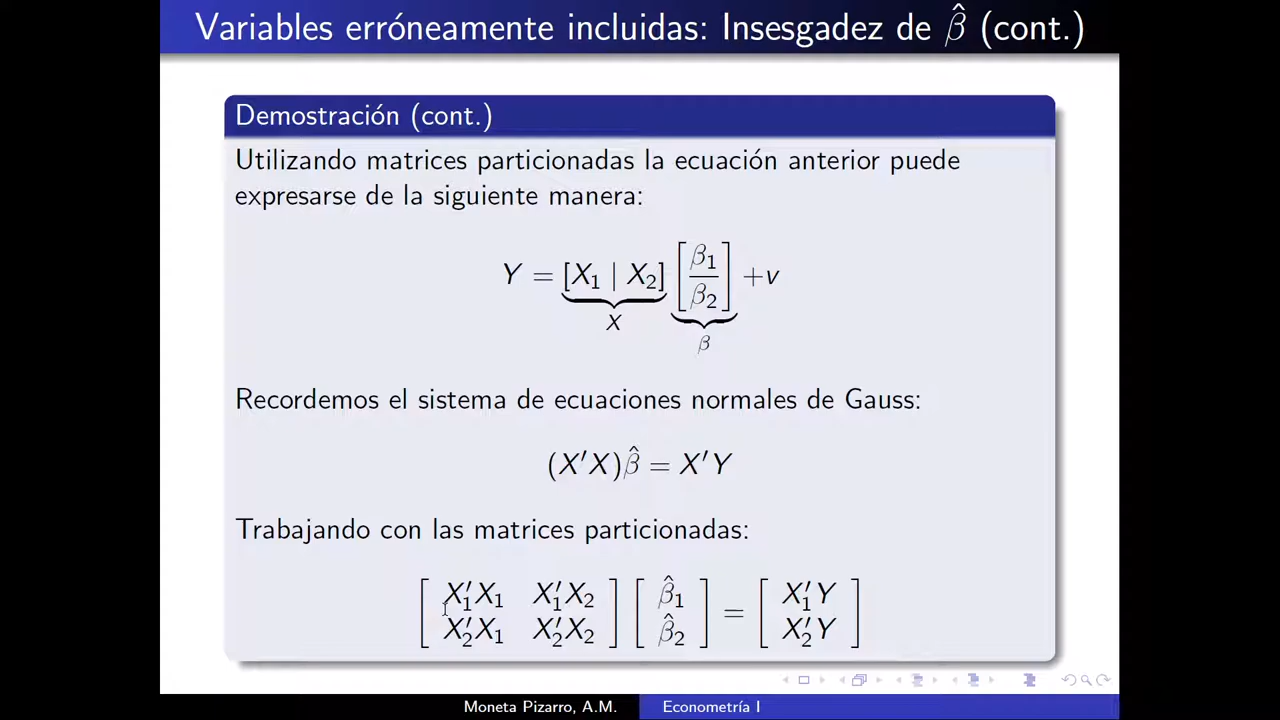 Variables erróneamente incluidas: Insesgadez de β̂ (cont.)
Demostración (cont.)
Utilizando matrices particionadas la ecuación anterior puede
expresarse de la siguiente manera:
Y = [X₁ | X₂] [β₁ / β₂] + v
X
β
Recordemos el sistema de ecuaciones normales de Gauss:
(X′X)β̂ = X′Y
Trabajando con las matrices particionadas:
[ X₁′X₁ X₁′X₂ ] [ β̂₁ ] = [ X₁′Y ]
[ X₂′X₁ X₂′X₂ ] [ β̂₂ ] [ X₂′Y ]
Moneta Pizarro, A.M. Econometría I